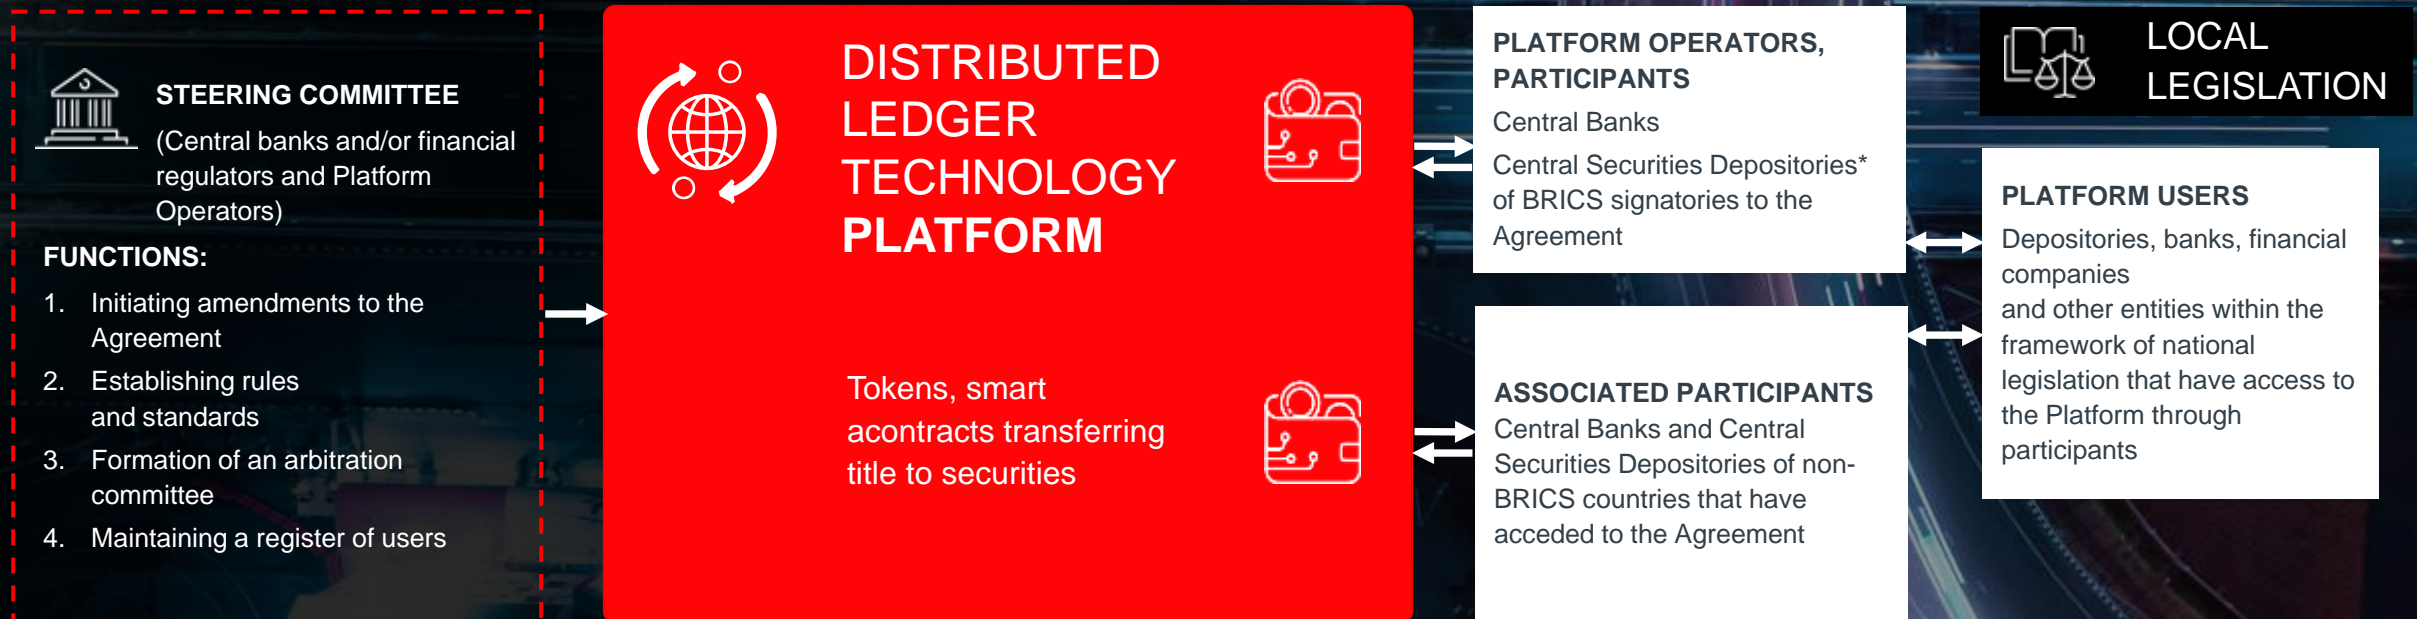 STEERING COMMITTEE
(Central banks and/or financial
regulators and Platform
Operators)
FUNCTIONS:
1. Initiating amendments to the
Agreement
2. Establishing rules
and standards
3. Formation of an arbitration
committee
4. Maintaining a register of users
DISTRIBUTED
LEDGER
TECHNOLOGY
PLATFORM
Tokens, smart
acontracts transferring
title to securities
PLATFORM OPERATORS,
PARTICIPANTS
Central Banks
Central Securities Depositories*
of BRICS signatories to the
Agreement
ASSOCIATED PARTICIPANTS
Central Banks and Central
Securities Depositories of non-
BRICS countries that have
acceded to the Agreement
LOCAL
LEGISLATION
PLATFORM USERS
Depositories, banks, financial
companies
and other entities within the
framework of national
legislation that have access to
the Platform through
participants